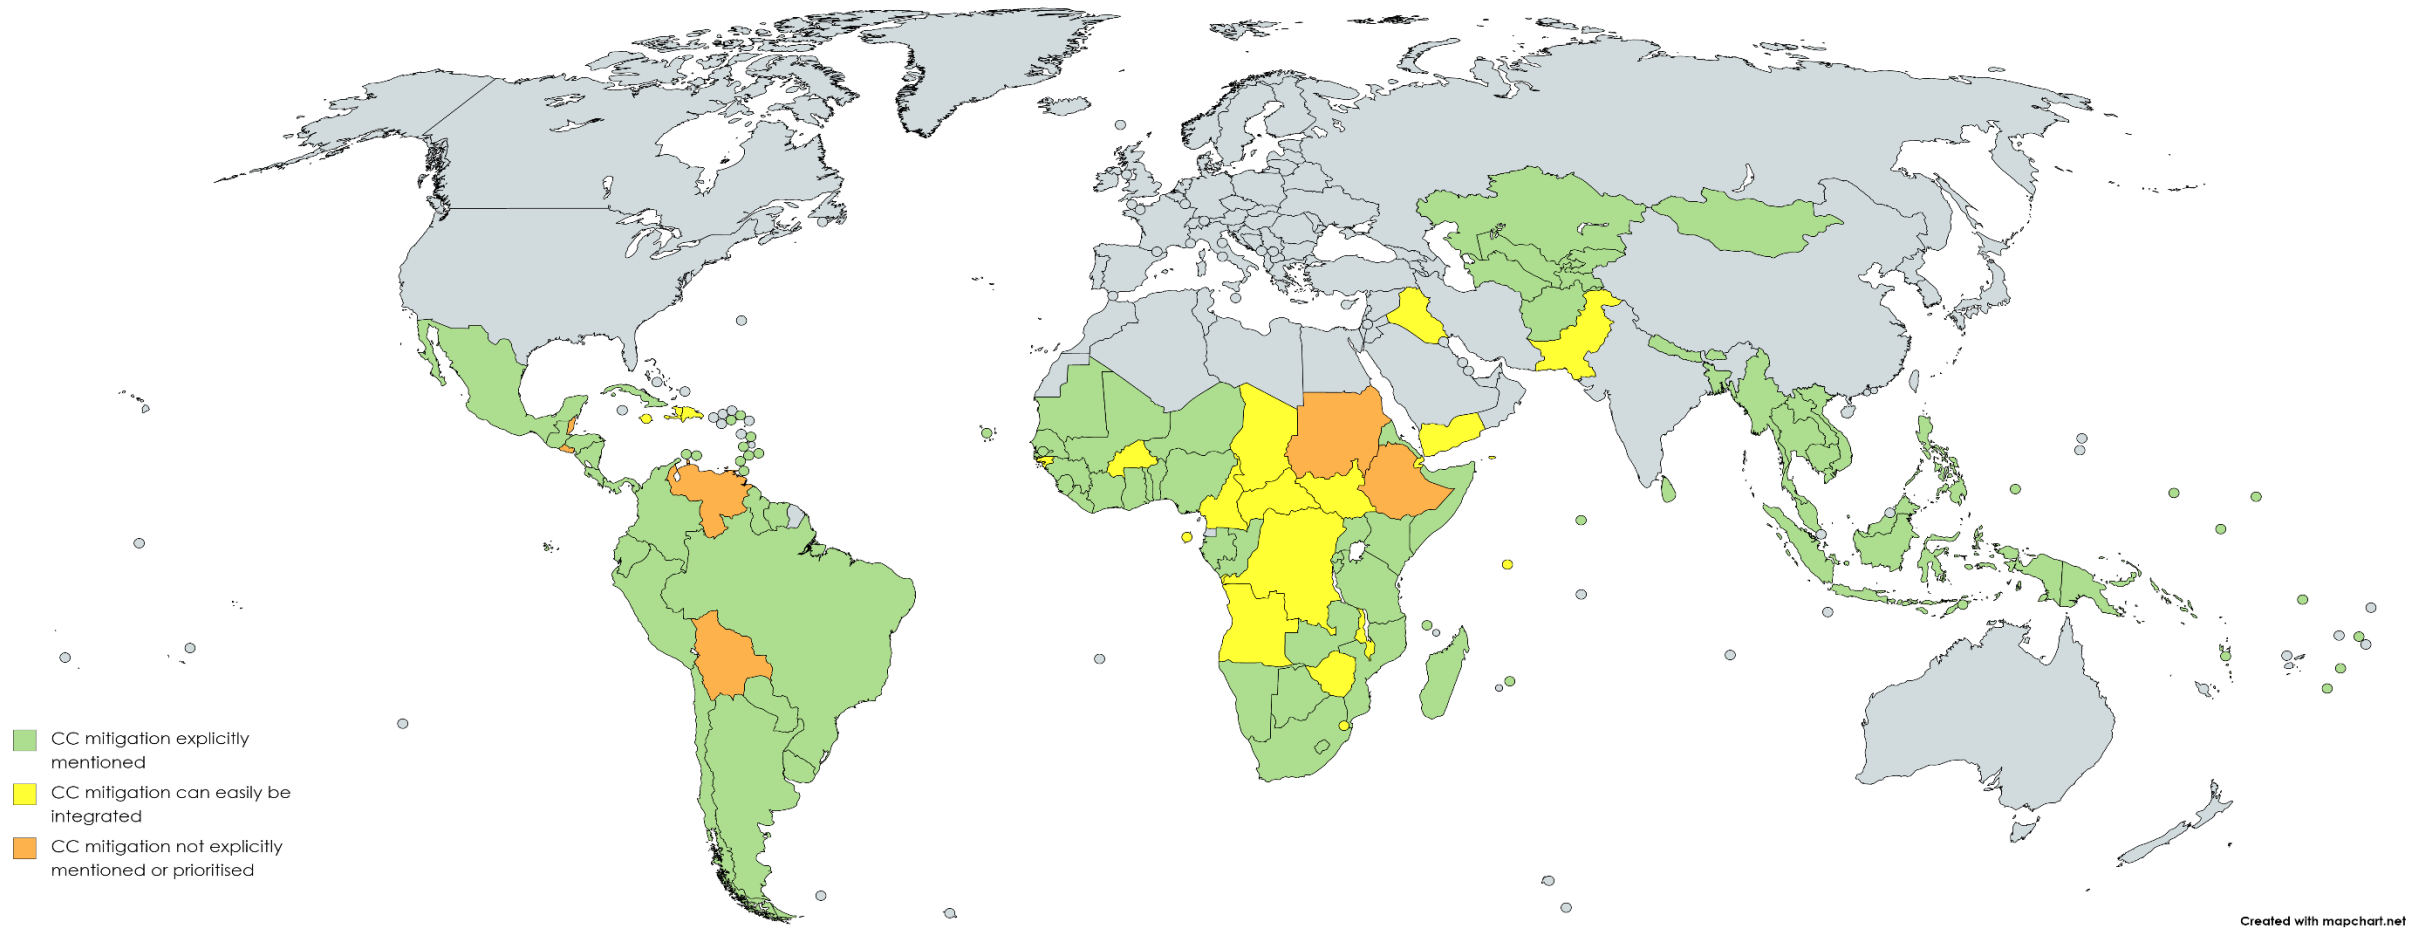 CC mitigation explicitly
mentioned
CC mitigation can easily be
integrated
CC mitigation not explicitly
mentioned or prioritised
Created with mapchart.net